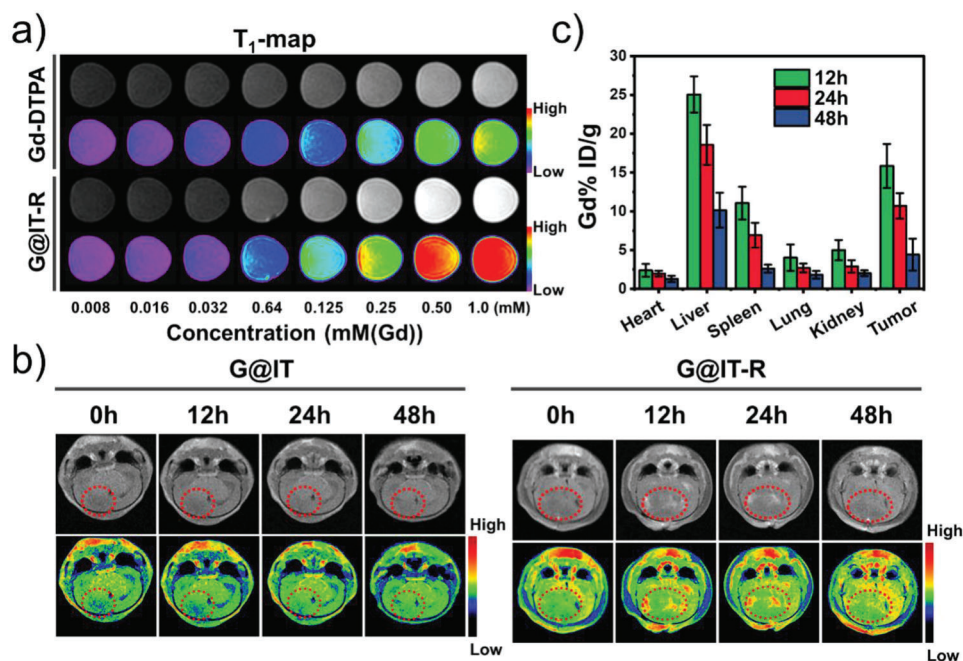 a)
T₁-map
Gd-DTPA
G@IT-R
High
Low
High
Low
0.008 0.016 0.032 0.64 0.125 0.25 0.50 1.0 (mM)
Concentration (mM(Gd))
c)
Gd% ID/g
30
25
20
15
10
5
0
12h
24h
48h
Heart Liver Spleen Lung Kidney Tumor
b)
G@IT
0h 12h 24h 48h
High
Low
G@IT-R
0h 12h 24h 48h
High
Low